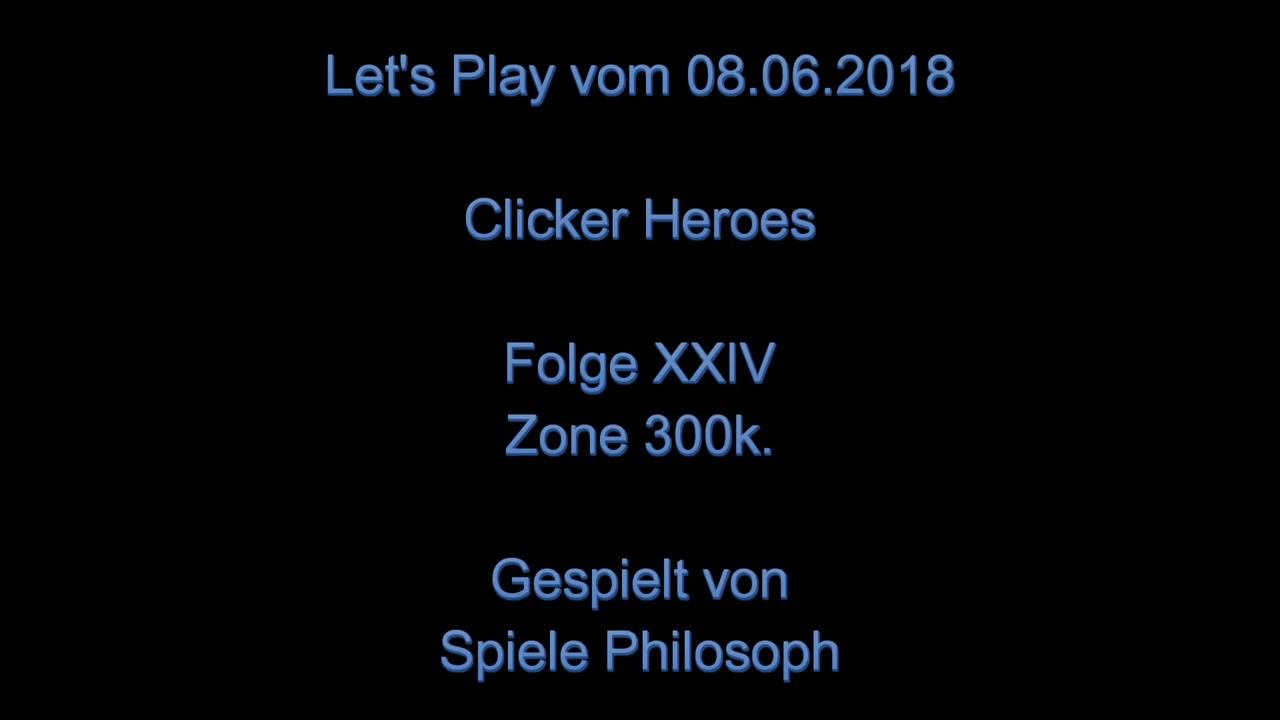 Let's Play vom 08.06.2018
Clicker Heroes
Folge XXIV
Zone 300k.
Gespielt von
Spiele Philosoph